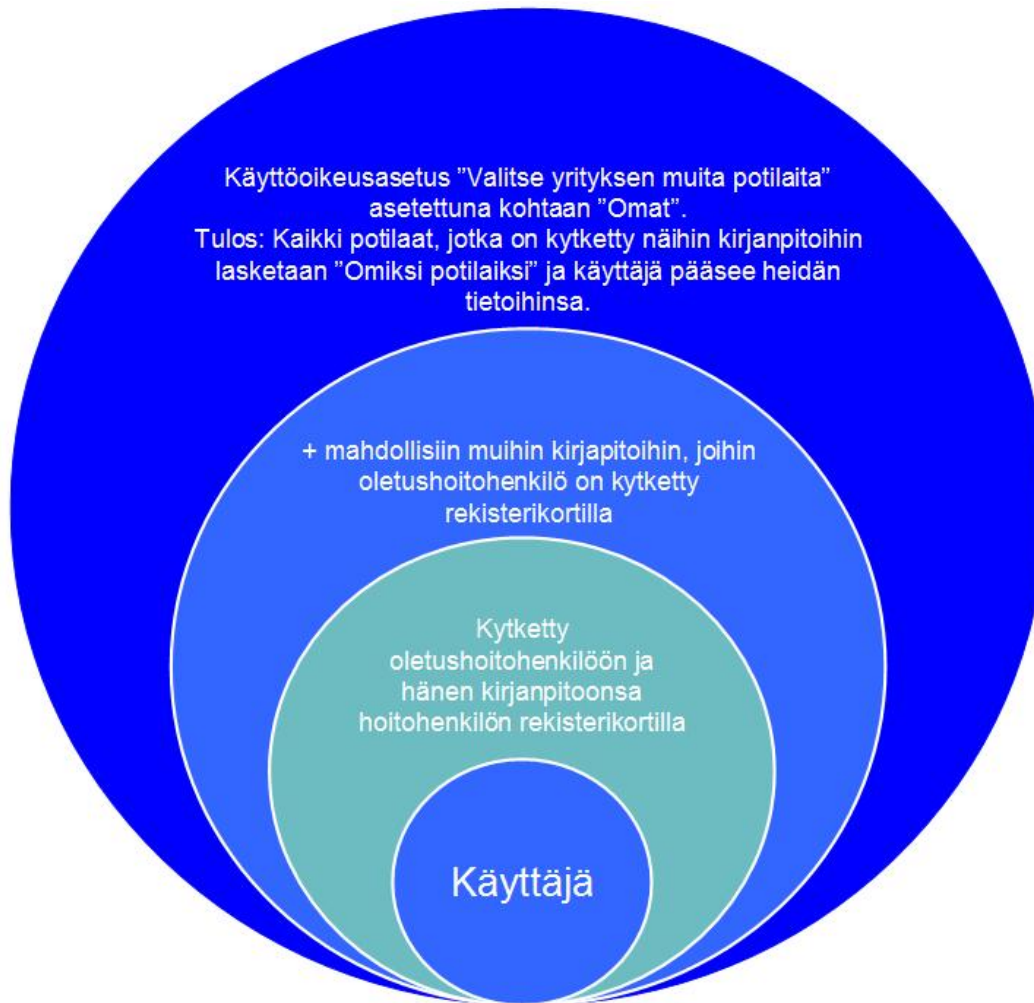 Käyttöoikeusasetus ”Valitse yrityksen muita potilaita”
asetettuna kohtaan ”Omat”.
Tulos: Kaikki potilaat, jotka on kytketty näihin kirjanpitoihin
lasketaan ”Omiksi potilaiksi” ja käyttäjä pääsee heidän
tietoihinsa.
+ mahdollisiin muihin kirjapitoihin, joihin
oletushoitohenkilö on kytketty
rekisterikortilla
Kytketty
oletushoitohenkilöön ja
hänen kirjanpitoonsa
hoitohenkilön rekisterikortilla
Käyttäjä